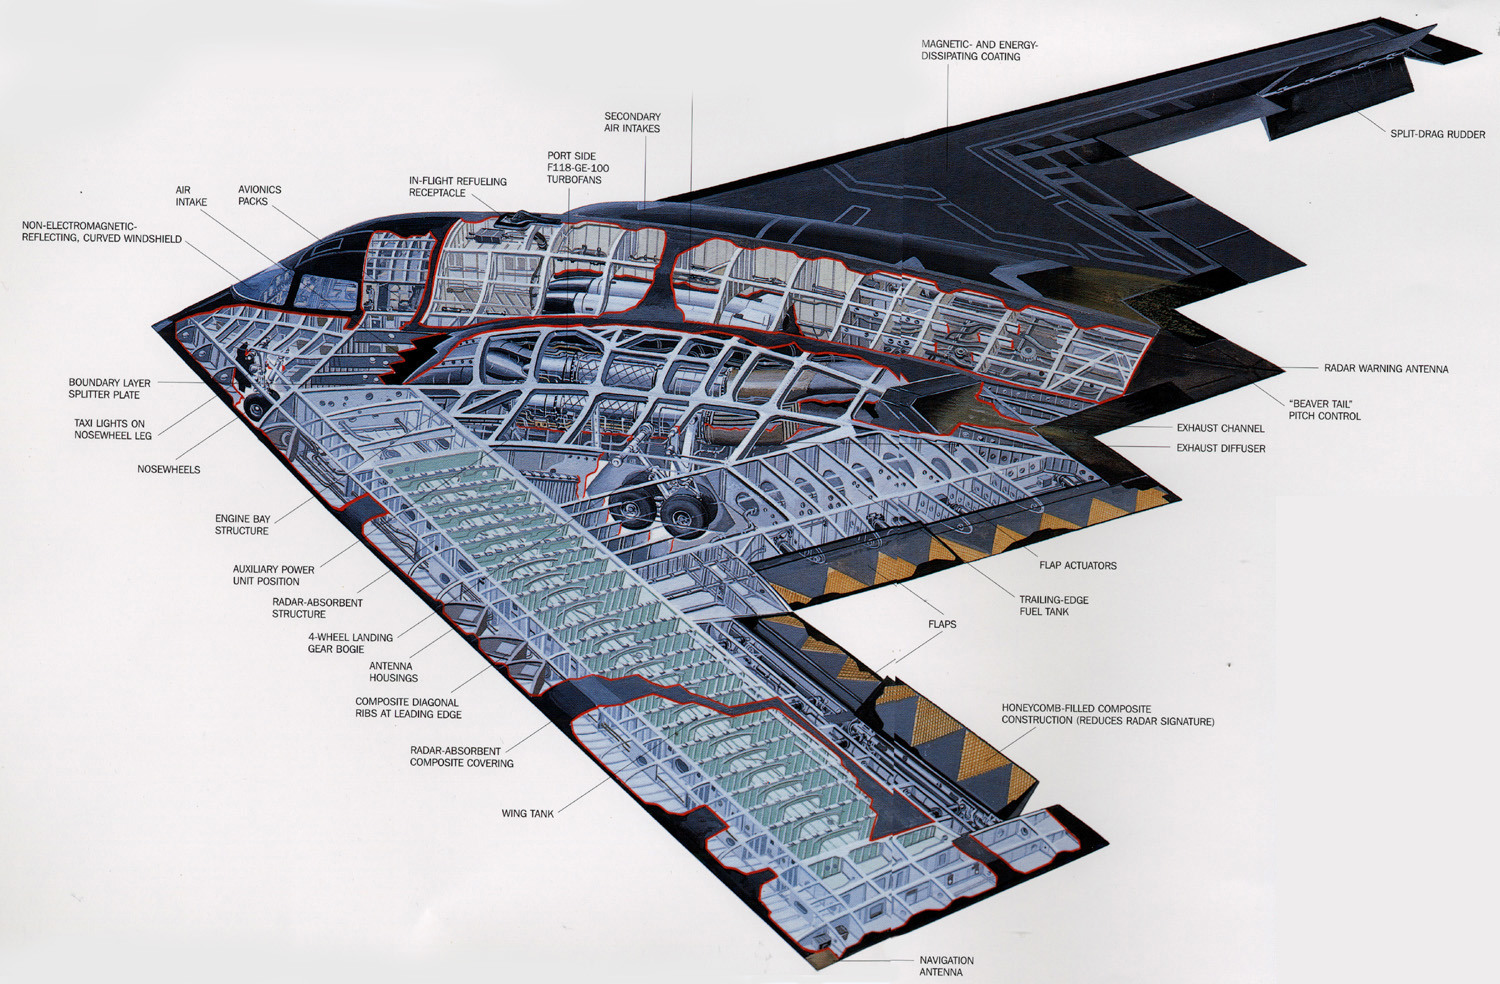 MAGNETIC- AND ENERGY-
DISSIPATING COATING
SECONDARY
AIR INTAKES
SPLIT-DRAG RUDDER
PORT SIDE
F118-GE-100
TURBOFANS
IN-FLIGHT REFUELING
RECEPTACLE
AIR
INTAKE
AVIONICS
PACKS
NON-ELECTROMAGNETIC-
REFLECTING, CURVED WINDSHIELD
RADAR WARNING ANTENNA
BOUNDARY LAYER
SPLITTER PLATE
"BEAVER TAIL"
PITCH CONTROL
TAXI LIGHTS ON
NOSEWHEEL LEG
EXHAUST CHANNEL
EXHAUST DIFFUSER
NOSEWHEELS
ENGINE BAY
STRUCTURE
FLAP ACTUATORS
AUXILIARY POWER
UNIT POSITION
TRAILING-EDGE
FUEL TANK
RADAR-ABSORBENT
STRUCTURE
FLAPS
4-WHEEL LANDING
GEAR BOGIE
ANTENNA
HOUSINGS
COMPOSITE DIAGONAL
RIBS AT LEADING EDGE
HONEYCOMB-FILLED COMPOSITE
CONSTRUCTION (REDUCES RADAR SIGNATURE)
RADAR-ABSORBENT
COMPOSITE COVERING
WING TANK
NAVIGATION
ANTENNA